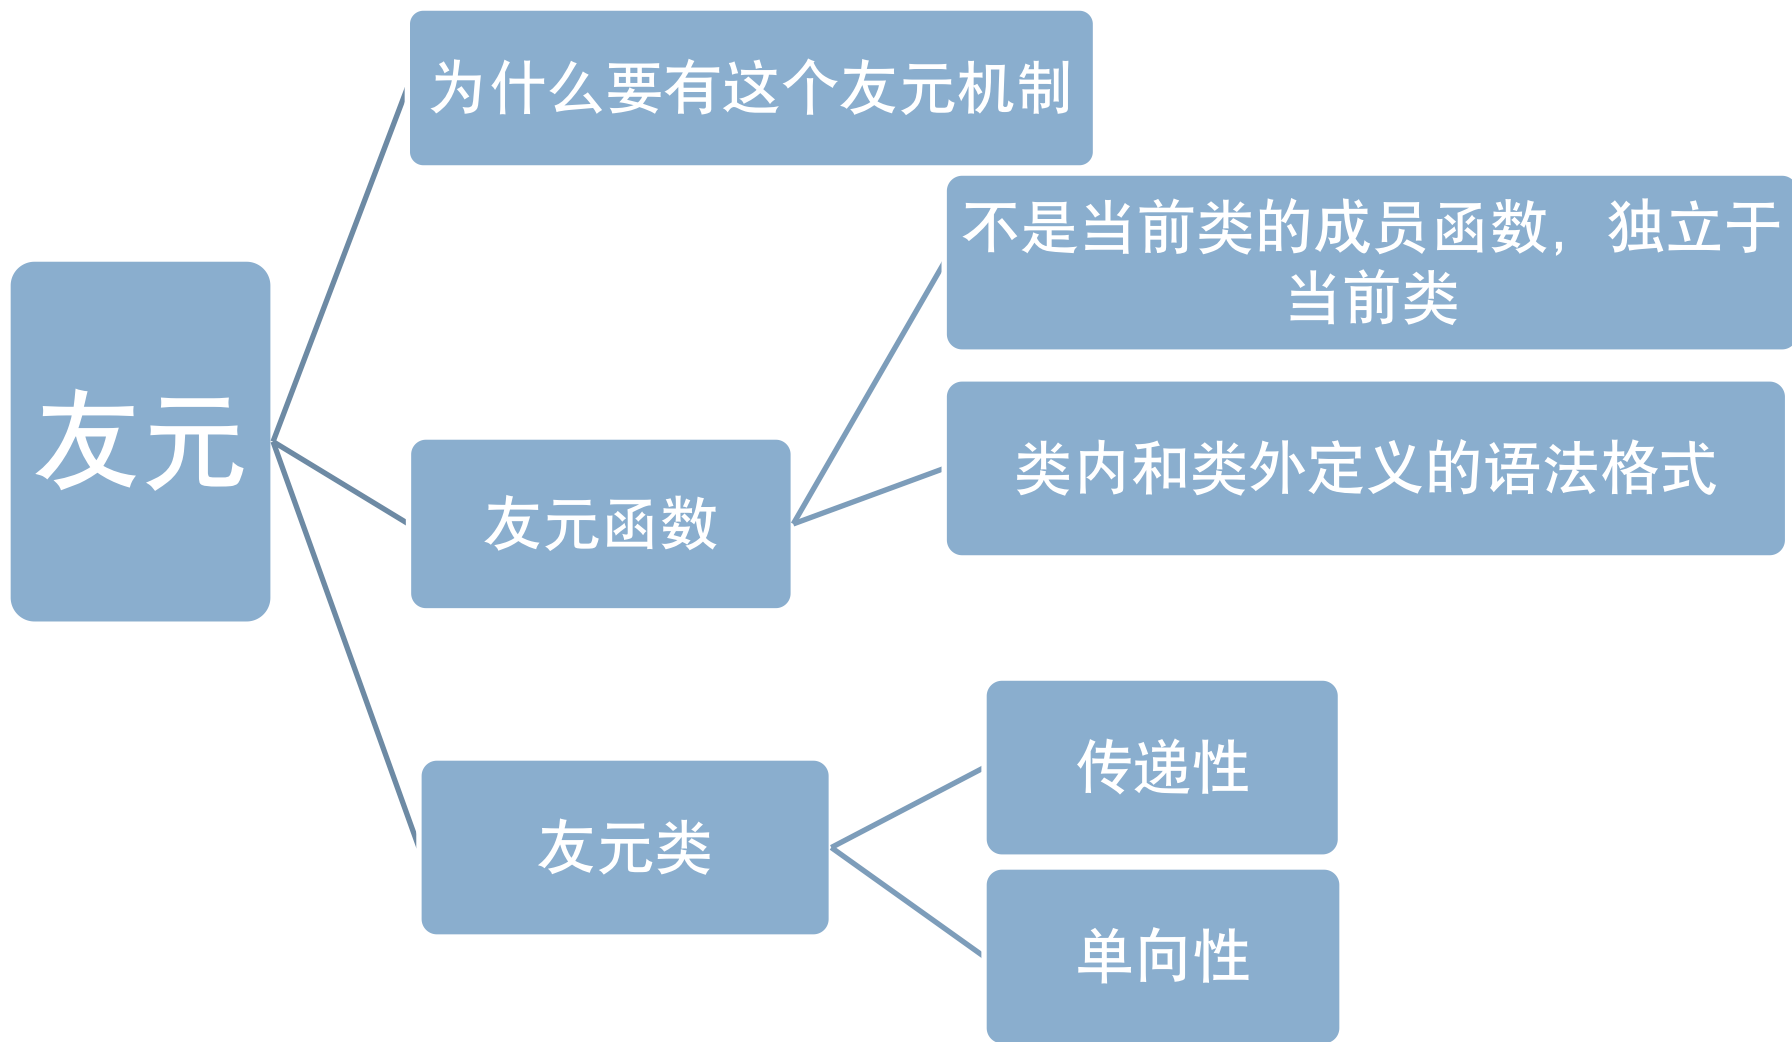 友元
为什么要有这个友元机制
友元函数
不是当前类的成员函数，独立于
当前类
类内和类外定义的语法格式
友元类
传递性
单向性